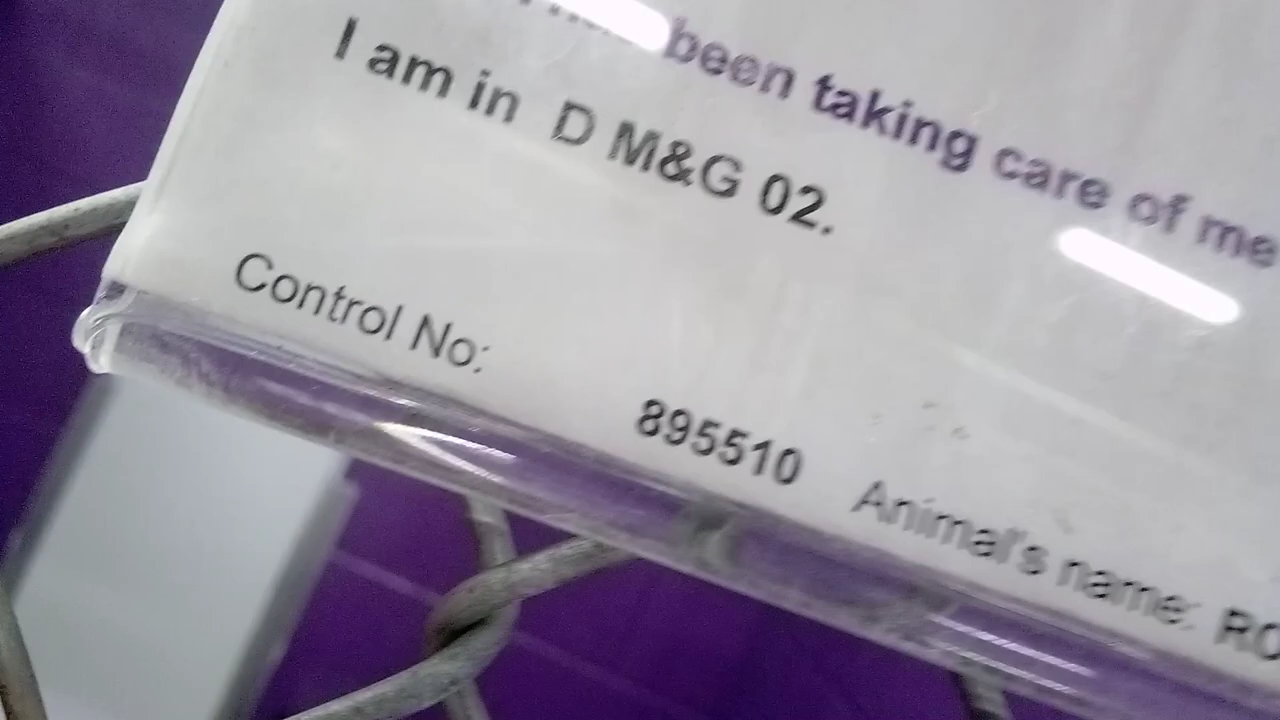 been taking care of me
I am in D M&G 02.
Control No:
895510 Animal's name: